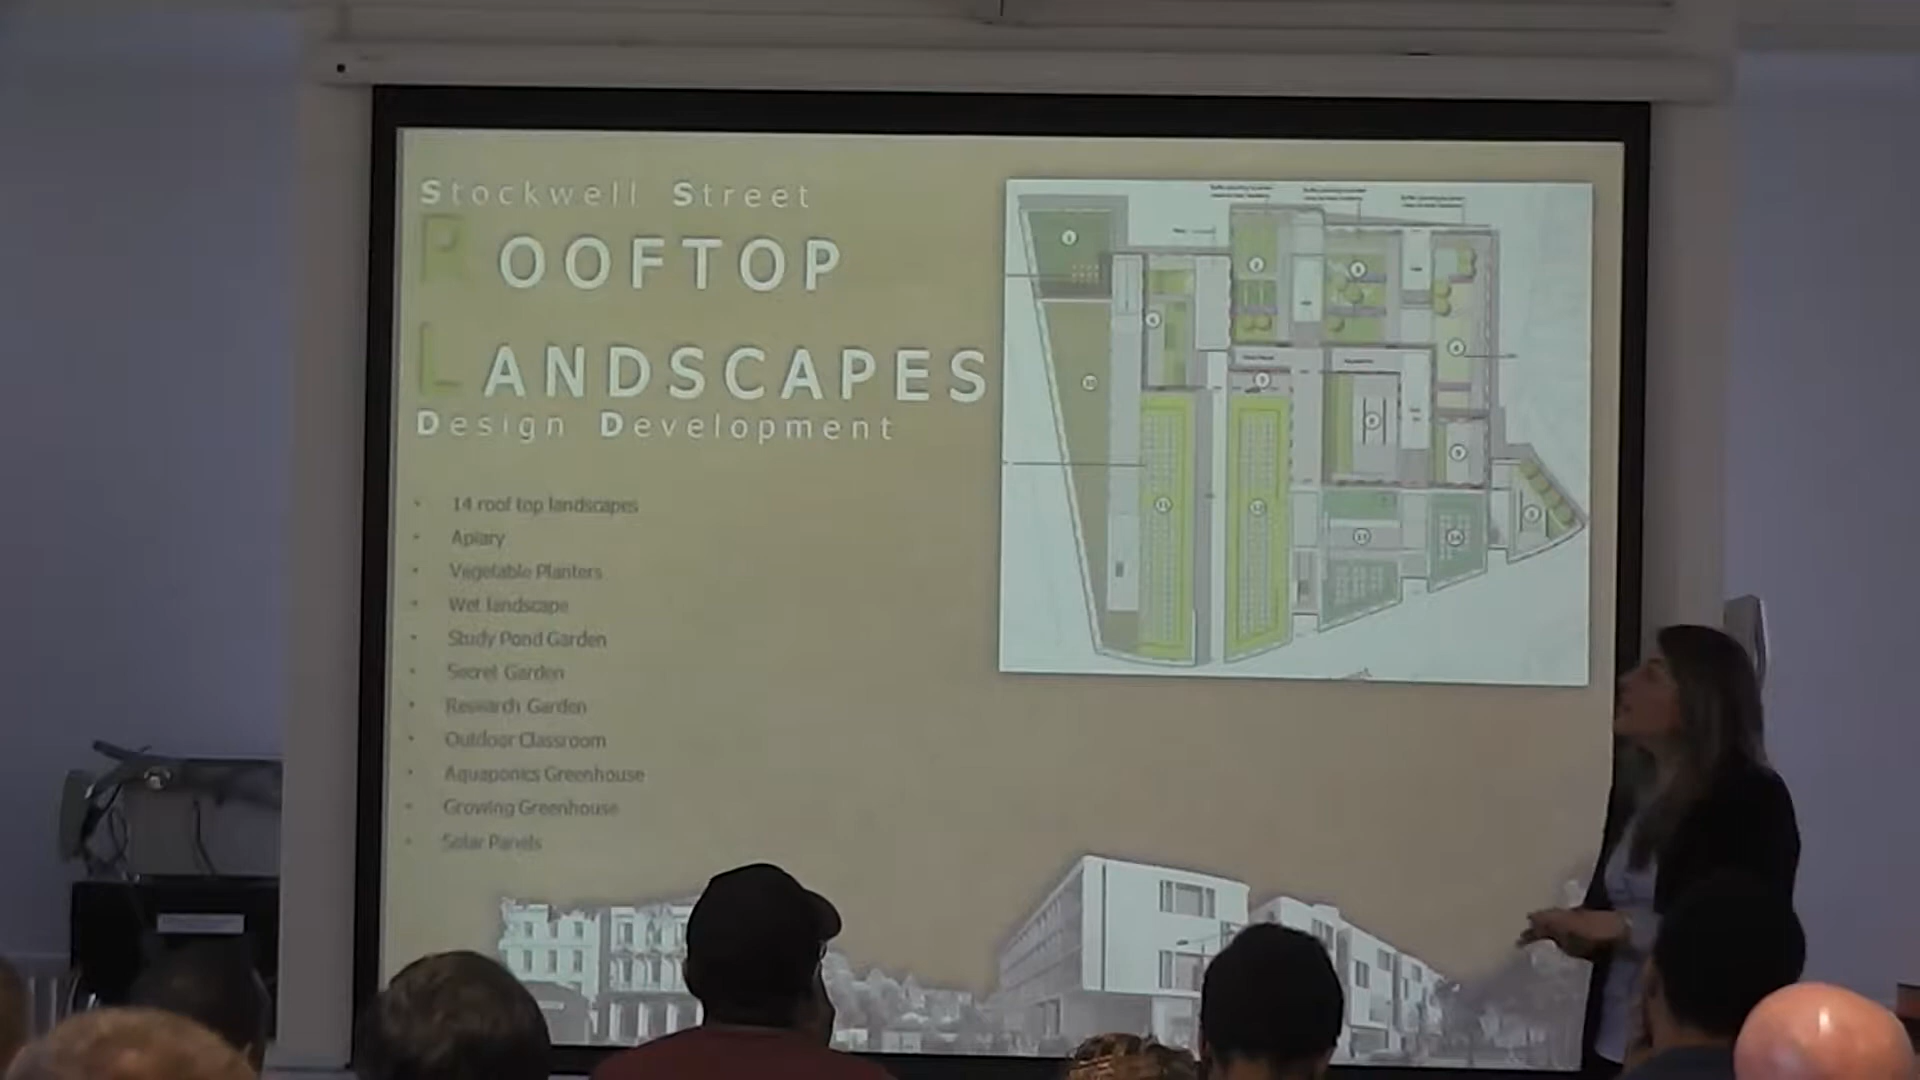 Stockwell Street
ROOFTOP
LANDSCAPES
Design Development
• 14 roof top landscapes
• Apiary
• Vegetable Planters
• Wet landscape
• Study Pond Garden
• Secret Garden
• Research Garden
• Outdoor Classroom
• Aquaponics Greenhouse
• Growing Greenhouse
• Solar Panels